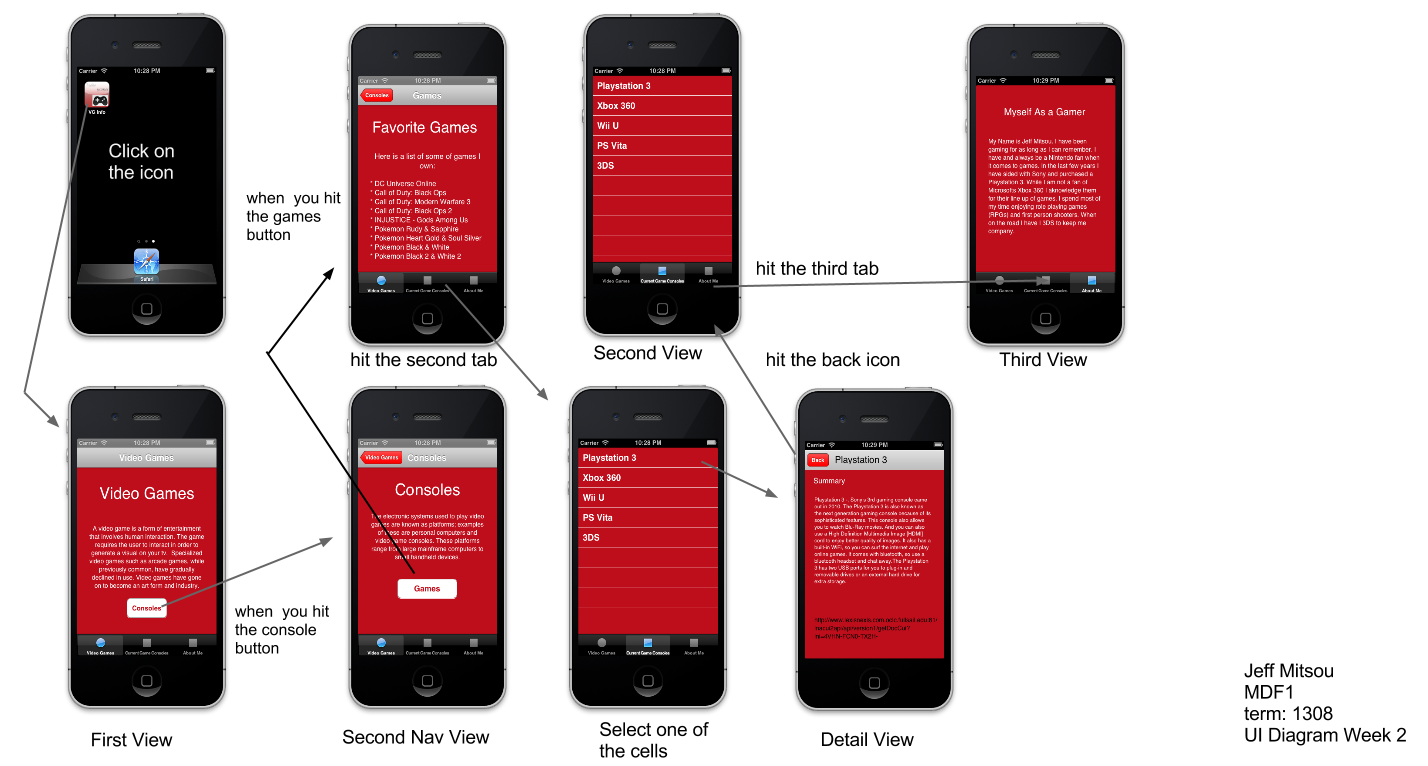 Carrier 10:28 PM
VG Info
Click on
the icon
Safari
Carrier 10:28 PM
Consoles Games
Favorite Games
Here is a list of some of games I
own:
* DC Universe Online
* Call of Duty: Black Ops
* Call of Duty: Modern Warfare 3
* Call of Duty: Black Ops 2
* INJUSTICE - Gods Among Us
* Pokemon Rudy & Sapphire
* Pokemon Heart Gold & Soul Silver
* Pokemon Black & White
* Pokemon Black 2 & White 2
Video Games Current Game Consoles About Me
when you hit
the games
button
hit the second tab
Carrier 10:28 PM
Playstation 3
Xbox 360
Wii U
PS Vita
3DS
Video Games Current Game Consoles About Me
Second View
hit the third tab
Carrier 10:29 PM
Myself As a Gamer
My Name is Jeff Mitsou, I have been
gaming for as long as I can remember. I
have and always be a Nintendo fan when
it comes to games. In the last few years I
have sided with Sony and purchased a
Playstation 3. While I am not a fan of
Microsofts Xbox 360 I aknowledge them
for their line up of games. I spend most of
my time enjoying role playing games
(RPGs) and first person shooters. When
on the road I have I 3DS to keep me
company.
Video Games Current Game Consoles About Me
Third View
Carrier 10:28 PM
Video Games
Video Games
A video game is a form of entertainment
that involves human interaction. The game
requires the user to interact in order to
generate a visual on your tv. Specialized
video games such as arcade games, while
previously common, have gradually
declined in use. Video games have gone
on to become an art form and industry.
Consoles
Video Games Current Game Consoles About Me
First View
when you hit
the console
button
Carrier 10:28 PM
Video Games Consoles
Consoles
The electronic systems used to play video
games are known as platforms; examples
of these are personal computers and
video game consoles. These platforms
range from large mainframe computers to
small handheld devices.
Games
Video Games Current Game Consoles About Me
Second Nav View
Carrier 10:28 PM
Playstation 3
Xbox 360
Wii U
PS Vita
3DS
Video Games Current Game Consoles About Me
Select one of
the cells
hit the back icon
Carrier 10:29 PM
Back Playstation 3
Summary
Playstation 3 - Sony's 3rd gaming console came
out in 2010. The Playstation 3 is also known as
the next generation gaming console because of its
sophisticated features. This console also allows
you to watch Blu-Ray movies. And you can also
use a High Definition Multimedia Image [HDMI]
cord to enjoy better quality of images. It also has a
built-in WiFi, so you can surf the internet and play
online games. It comes with bluetooth, so use a
bluetooth headset and chat away. The Playstation
3 has two USB ports for you to plug-in and
removable drives or an external hard drive for
extra storage.
Detail View
Jeff Mitsou
MDF1
term: 1308
UI Diagram Week 2